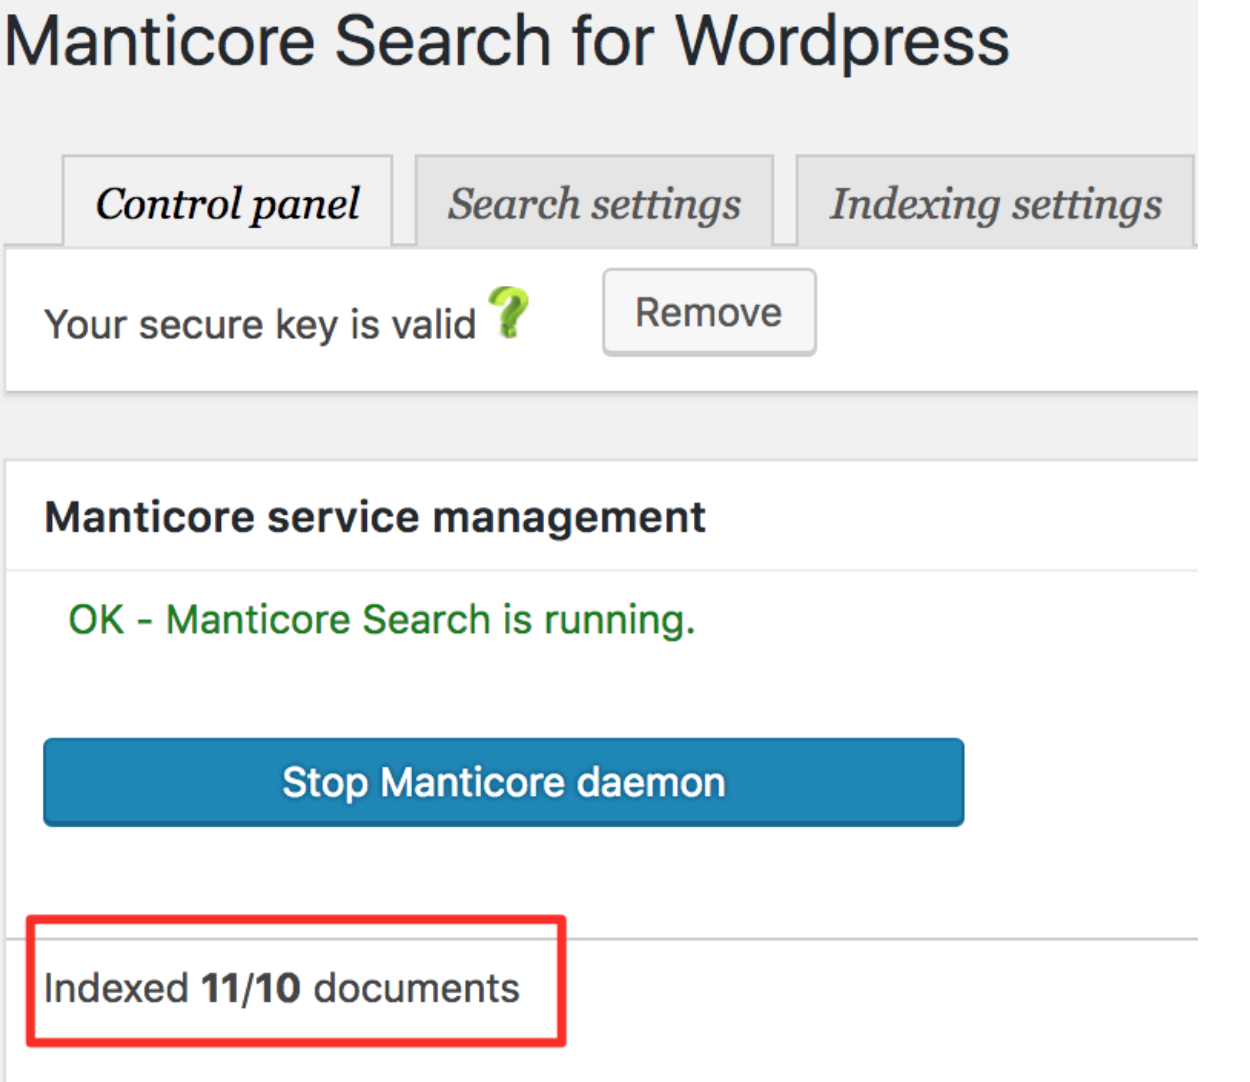 Manticore Search for Wordpress
Control panel Search settings Indexing settings
Your secure key is valid Remove
Manticore service management
OK - Manticore Search is running.
Stop Manticore daemon
Indexed 11/10 documents